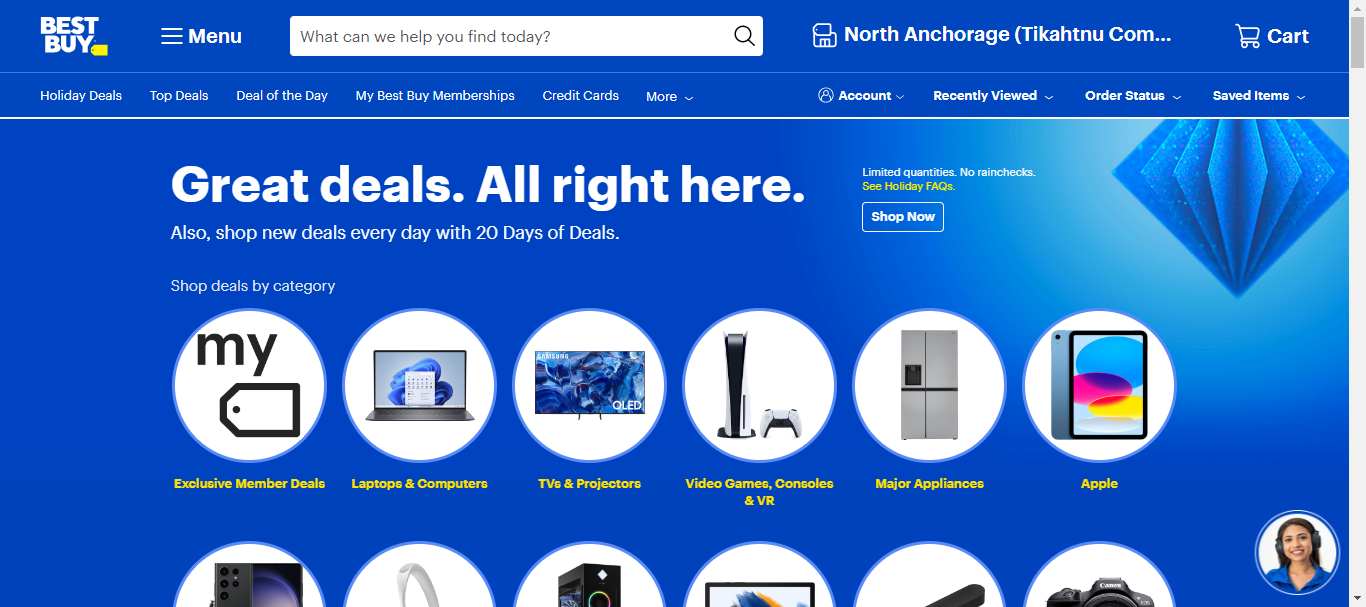 BEST
BUY
Menu
What can we help you find today?
North Anchorage (Tikahtnu Com...
Cart
Holiday Deals
Top Deals
Deal of the Day
My Best Buy Memberships
Credit Cards
More
Account
Recently Viewed
Order Status
Saved Items
Great deals. All right here.
Also, shop new deals every day with 20 Days of Deals.
Limited quantities. No rainchecks.
See Holiday FAQs.
Shop Now
Shop deals by category
my
SAMSUNG
OLED
Exclusive Member Deals
Laptops & Computers
TVs & Projectors
Video Games, Consoles
& VR
Major Appliances
Apple
Canon
EOS